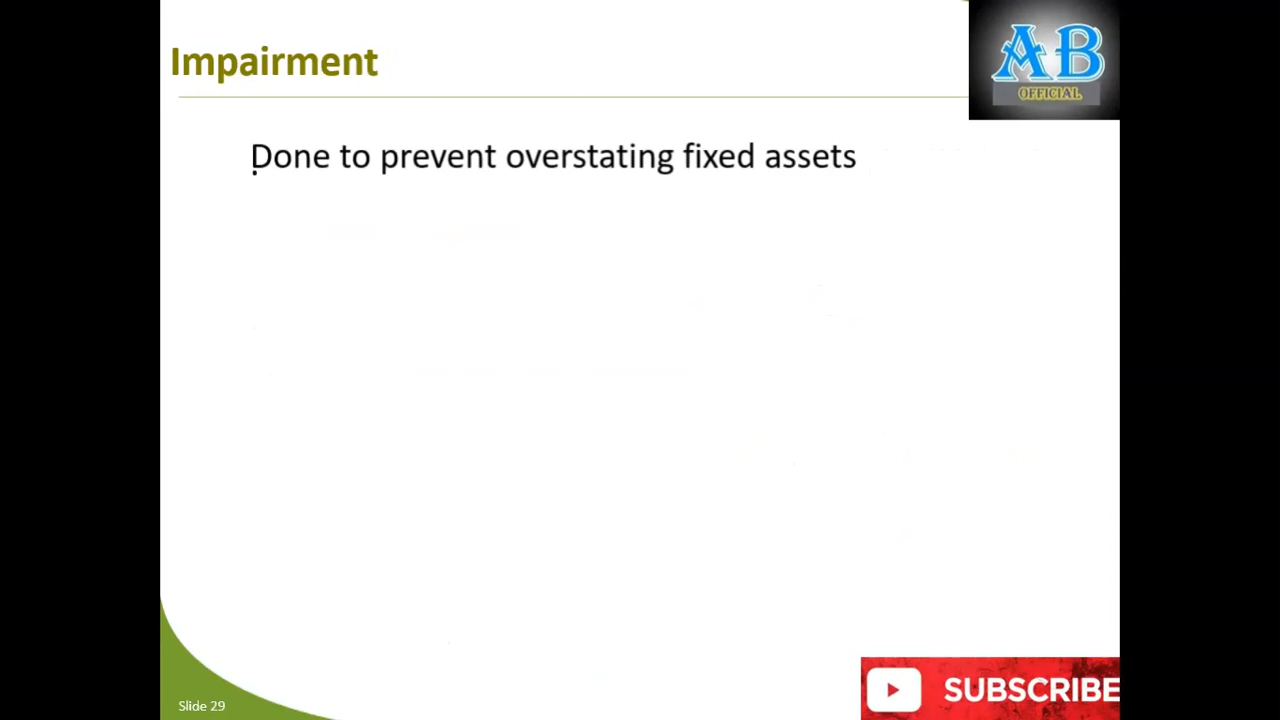 Impairment
AB
OFFICIAL
Done to prevent overstating fixed assets
Slide 29
SUBSCRIBE